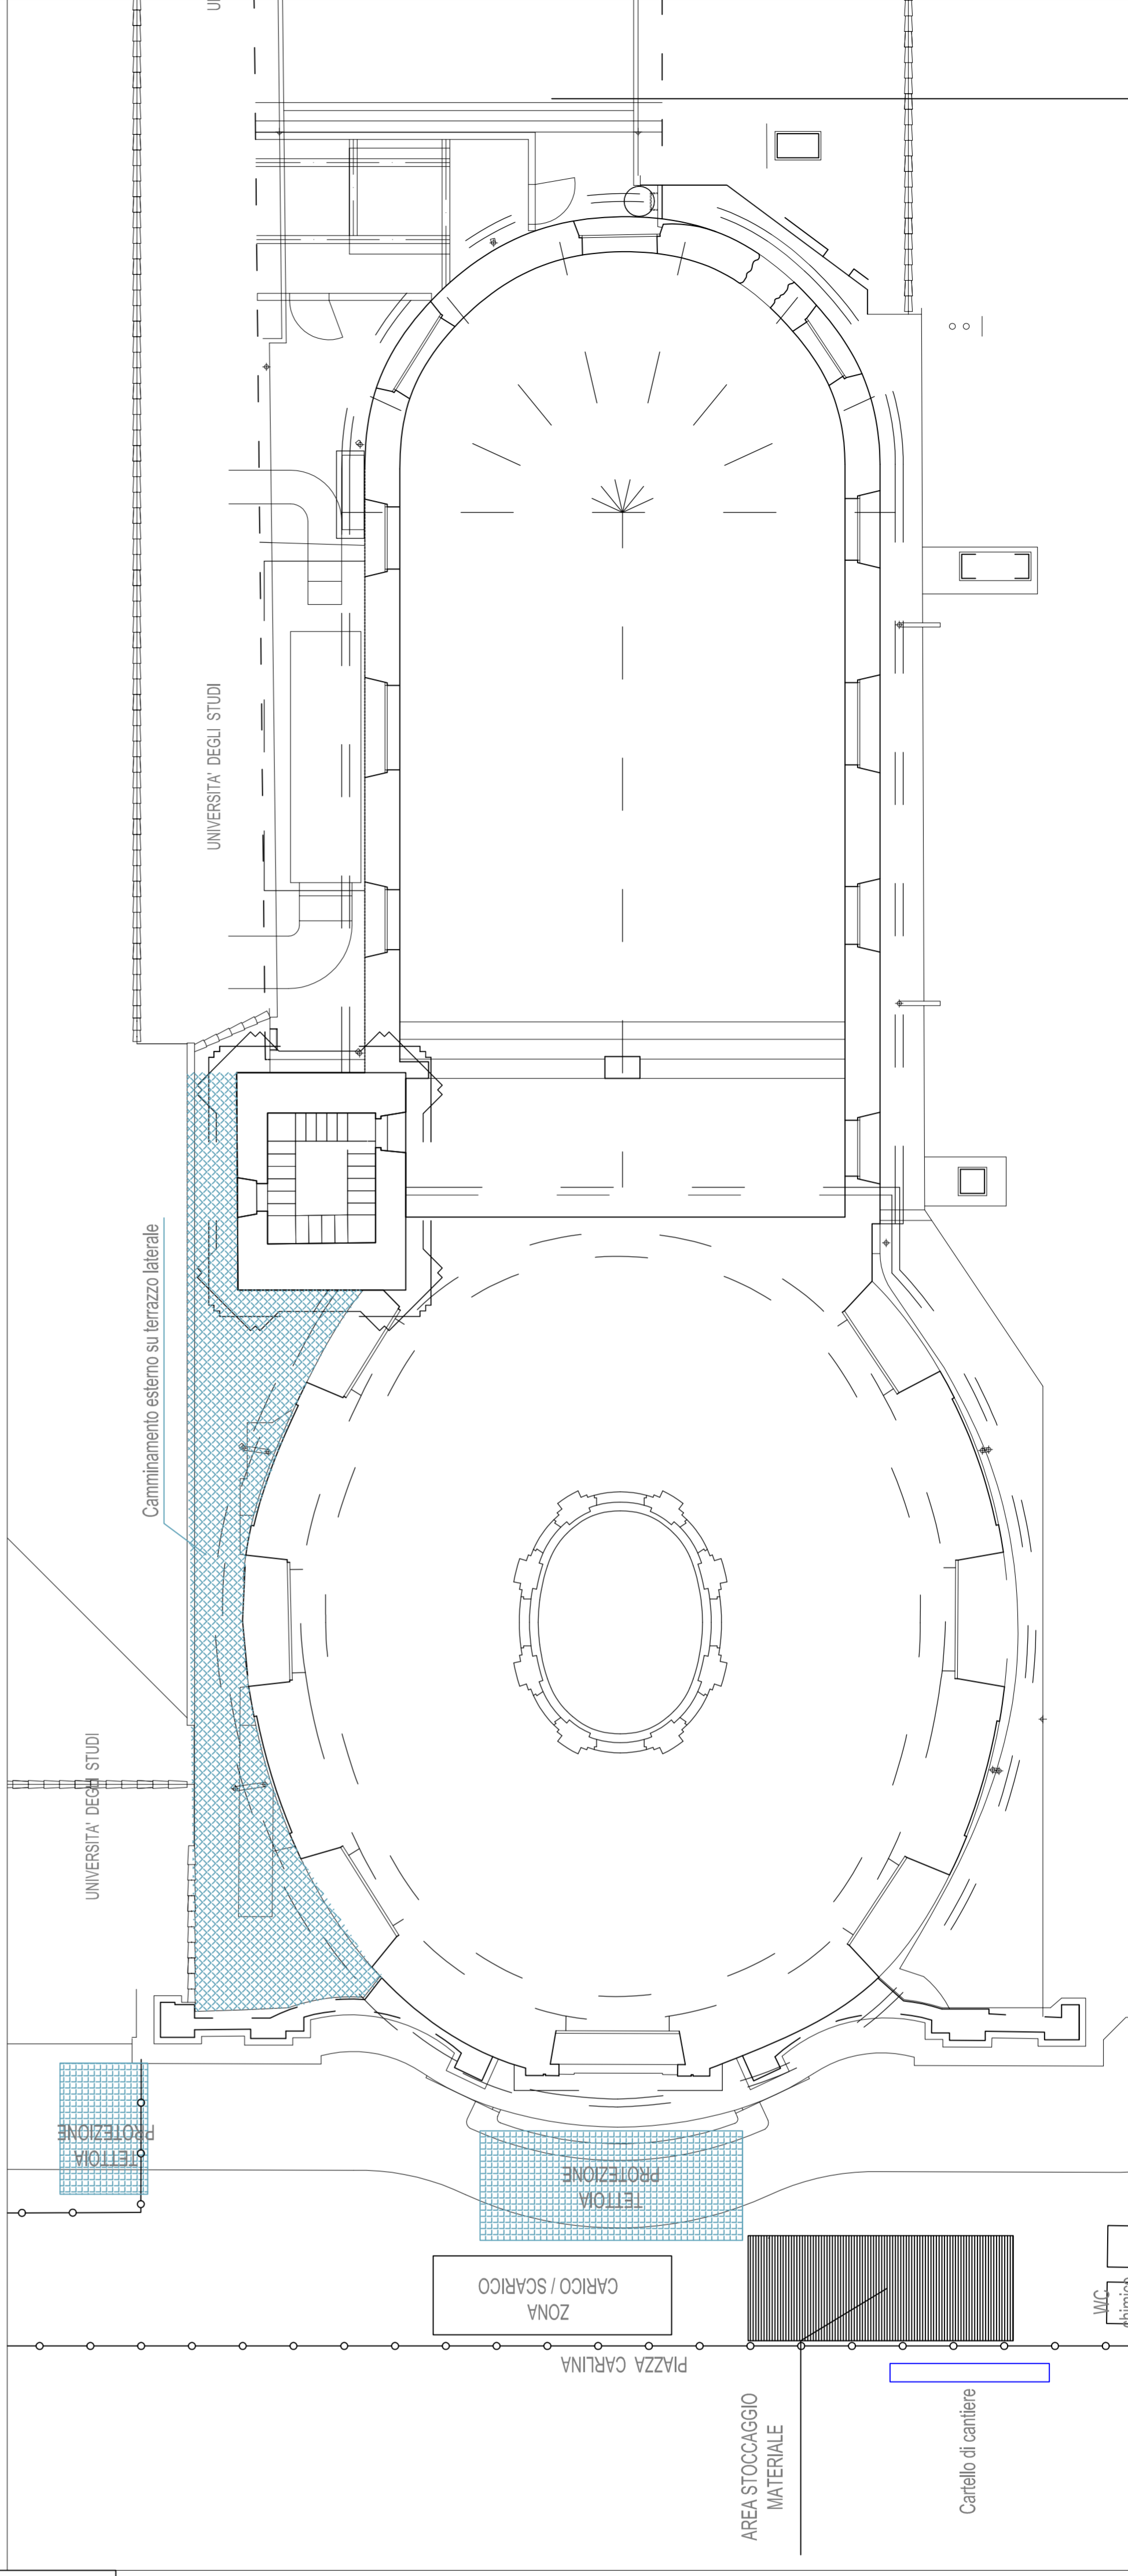 UNIVERSITA' DEGLI STUDI
Camminamento esterno su terrazzo laterale
UNIVERSITA' DEGLI STUDI
TETTOIA
PROTEZIONE
TETTOIA
PROTEZIONE
ZONA
CARICO / SCARICO
WC
chimico
PIAZZA CARLINA
AREA STOCCAGGIO
MATERIALE
Cartello di cantiere